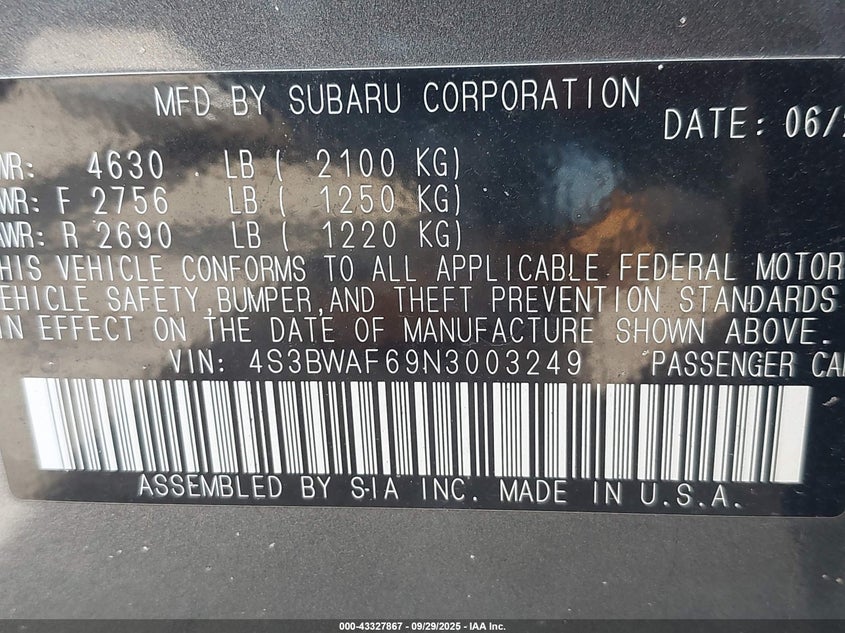 MFD BY SUBARU CORPORATION
DATE: 06/
WR: 4630 LB ( 2100 KG)
WR: F 2756 LB ( 1250 KG)
WR: R 2690 LB ( 1220 KG)
HIS VEHICLE CONFORMS TO ALL APPLICABLE FEDERAL MOTOR
EHICLE SAFETY,BUMPER,AND THEFT PREVENTION STANDARDS
IN EFFECT ON THE DATE OF MANUFACTURE SHOWN ABOVE.
VIN: 4S3BWAF69N3003249 PASSENGER CA
ASSEMBLED BY S-IA INC. MADE IN U.S.A.
000-43327867 - 09/29/2025 - IAA Inc.